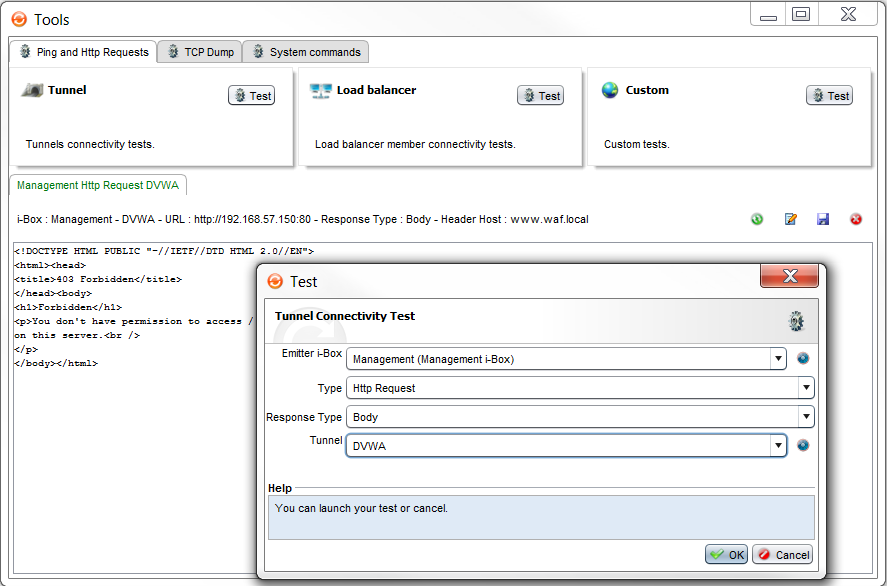 Tools
Ping and Http Requests
TCP Dump
System commands
Tunnel
Test
Load balancer
Test
Custom
Test
Tunnels connectivity tests.
Load balancer member connectivity tests.
Custom tests.
Management Http Request DVWA
i-Box : Management - DVWA - URL : http://192.168.57.150:80 - Response Type : Body - Header Host : www.waf.local
<!DOCTYPE HTML PUBLIC "-//IETF//DTD HTML 2.0//EN">
<html><head>
<title>403 Forbidden</title>
</head><body>
<h1>Forbidden</h1>
<p>You don't have permission to access /
on this server.<br />
</p>
</body></html>
Test
Tunnel Connectivity Test
Emitter i-Box
Management (Management i-Box)
Type
Http Request
Response Type
Body
Tunnel
DVWA
Help
You can launch your test or cancel.
OK
Cancel